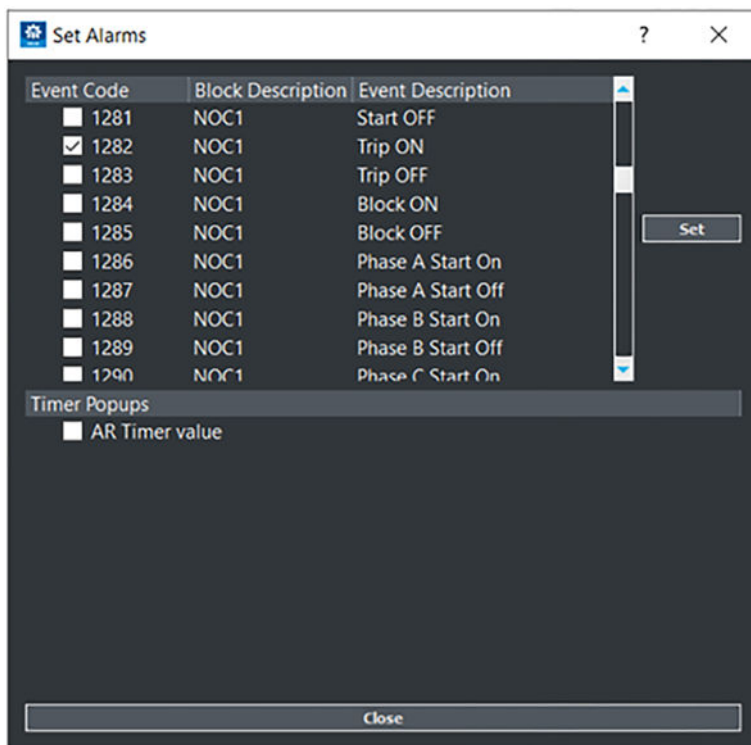 Set Alarms ?
Event Code Block Description Event Description
1281 NOC1 Start OFF
1282 NOC1 Trip ON
1283 NOC1 Trip OFF
1284 NOC1 Block ON
1285 NOC1 Block OFF
Set
1286 NOC1 Phase A Start On
1287 NOC1 Phase A Start Off
1288 NOC1 Phase B Start On
1289 NOC1 Phase B Start Off
1290 NOC1 Phase C Start On
Timer Popups
AR Timer value
Close